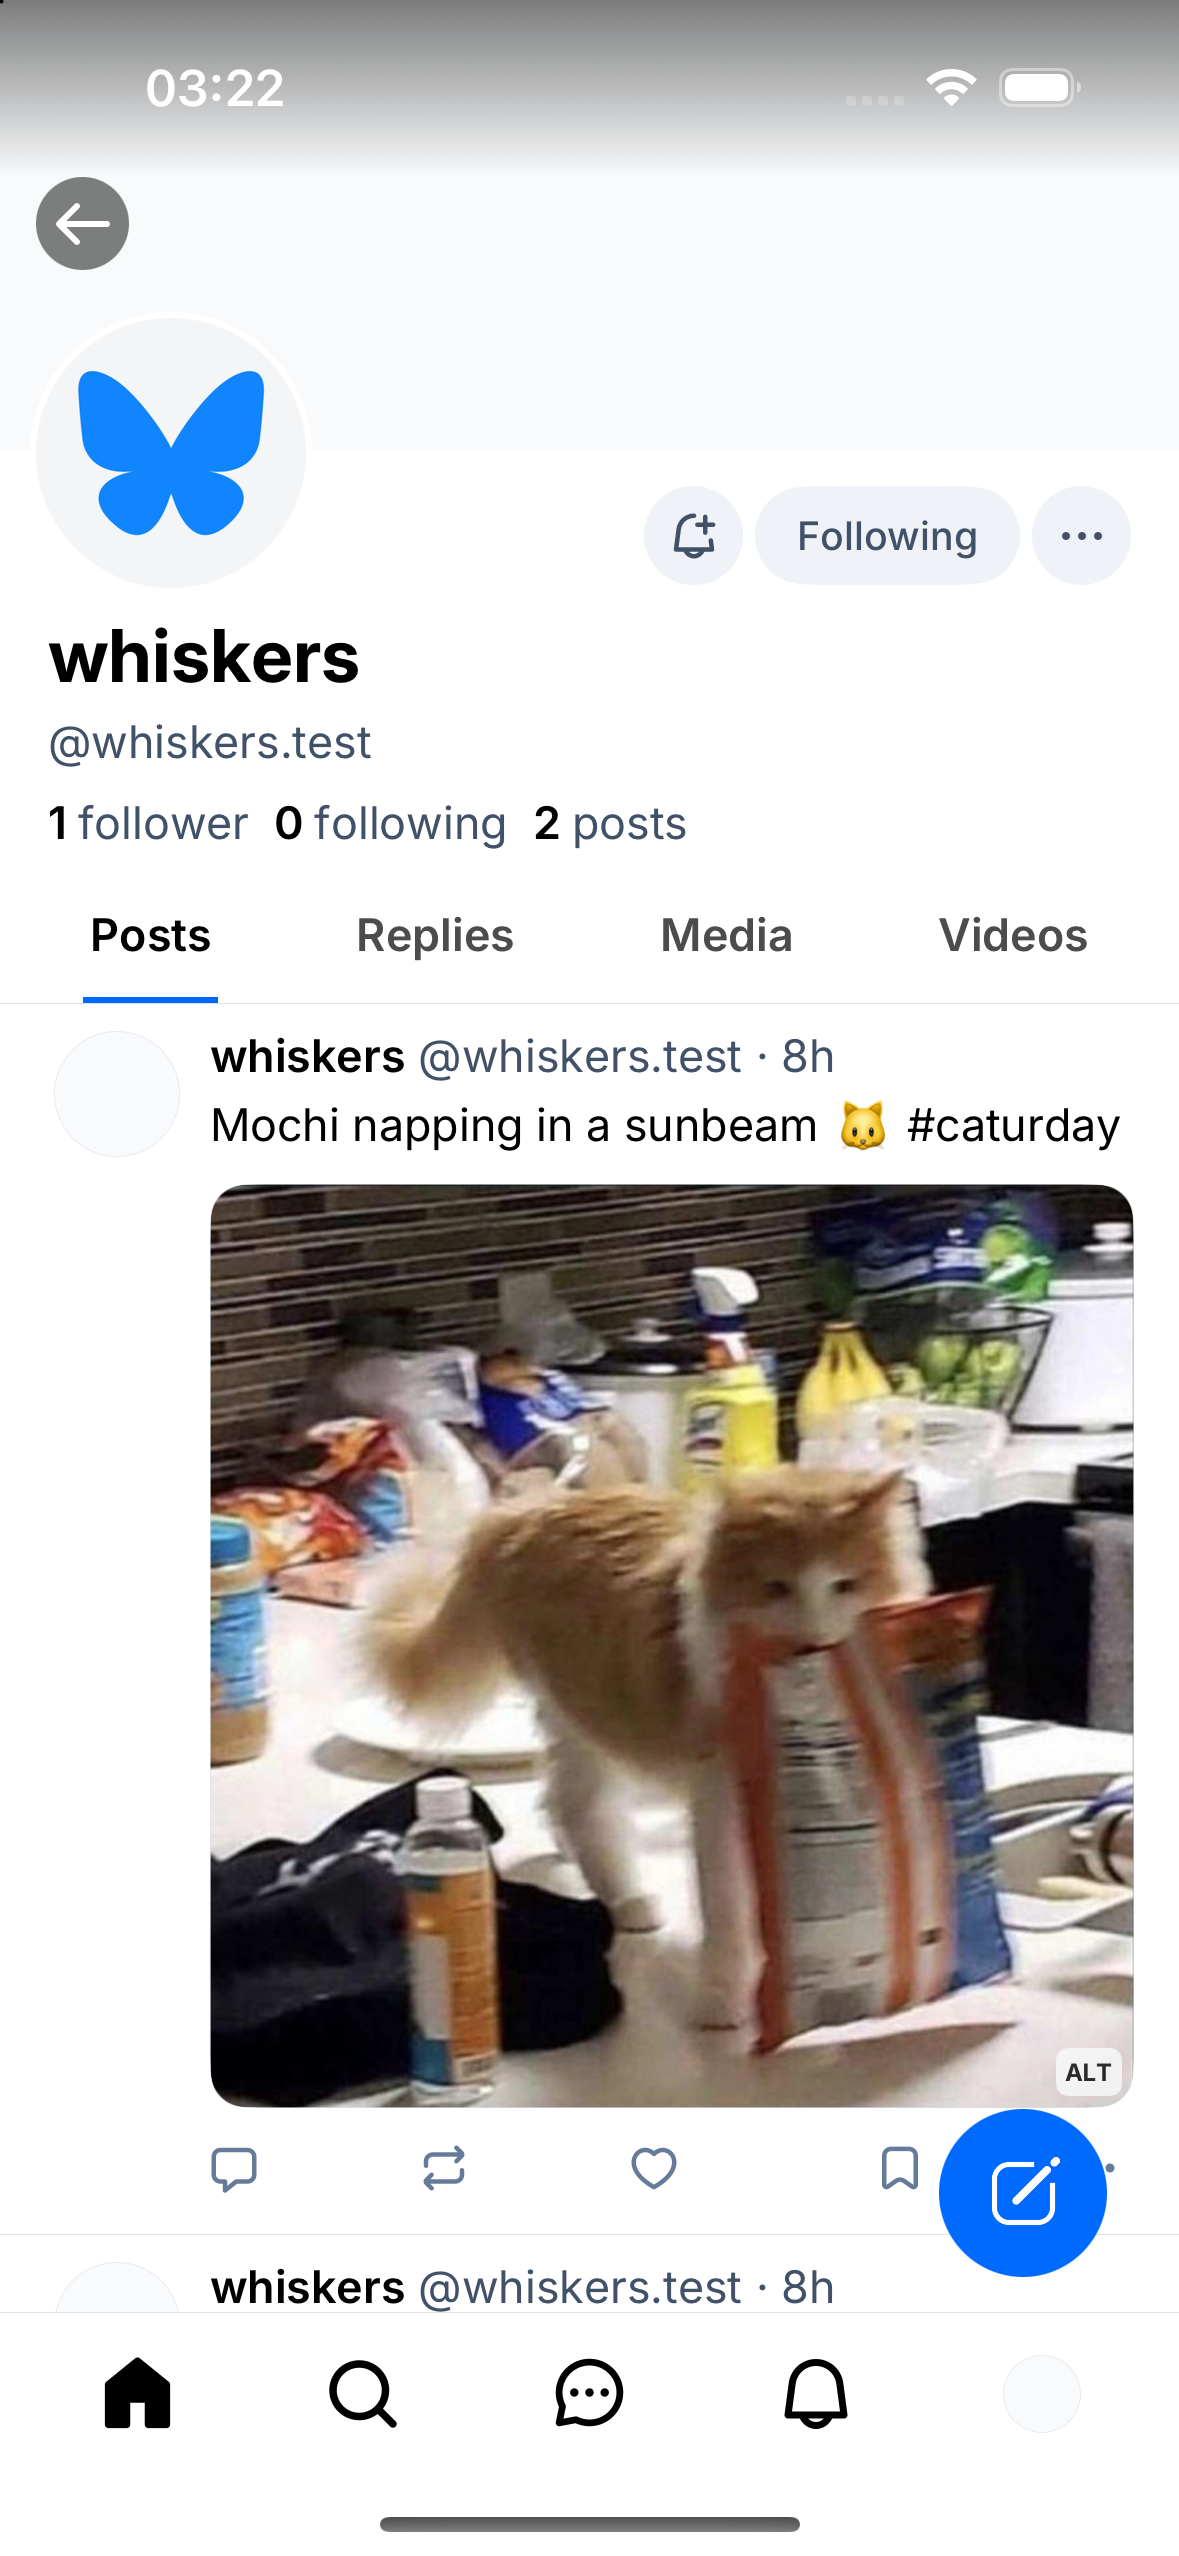 03:22
Following
whiskers
@whiskers.test
1 follower 0 following 2 posts
Posts Replies Media Videos
whiskers @whiskers.test · 8h
Mochi napping in a sunbeam 🐱 #caturday
ALT
whiskers @whiskers.test · 8h